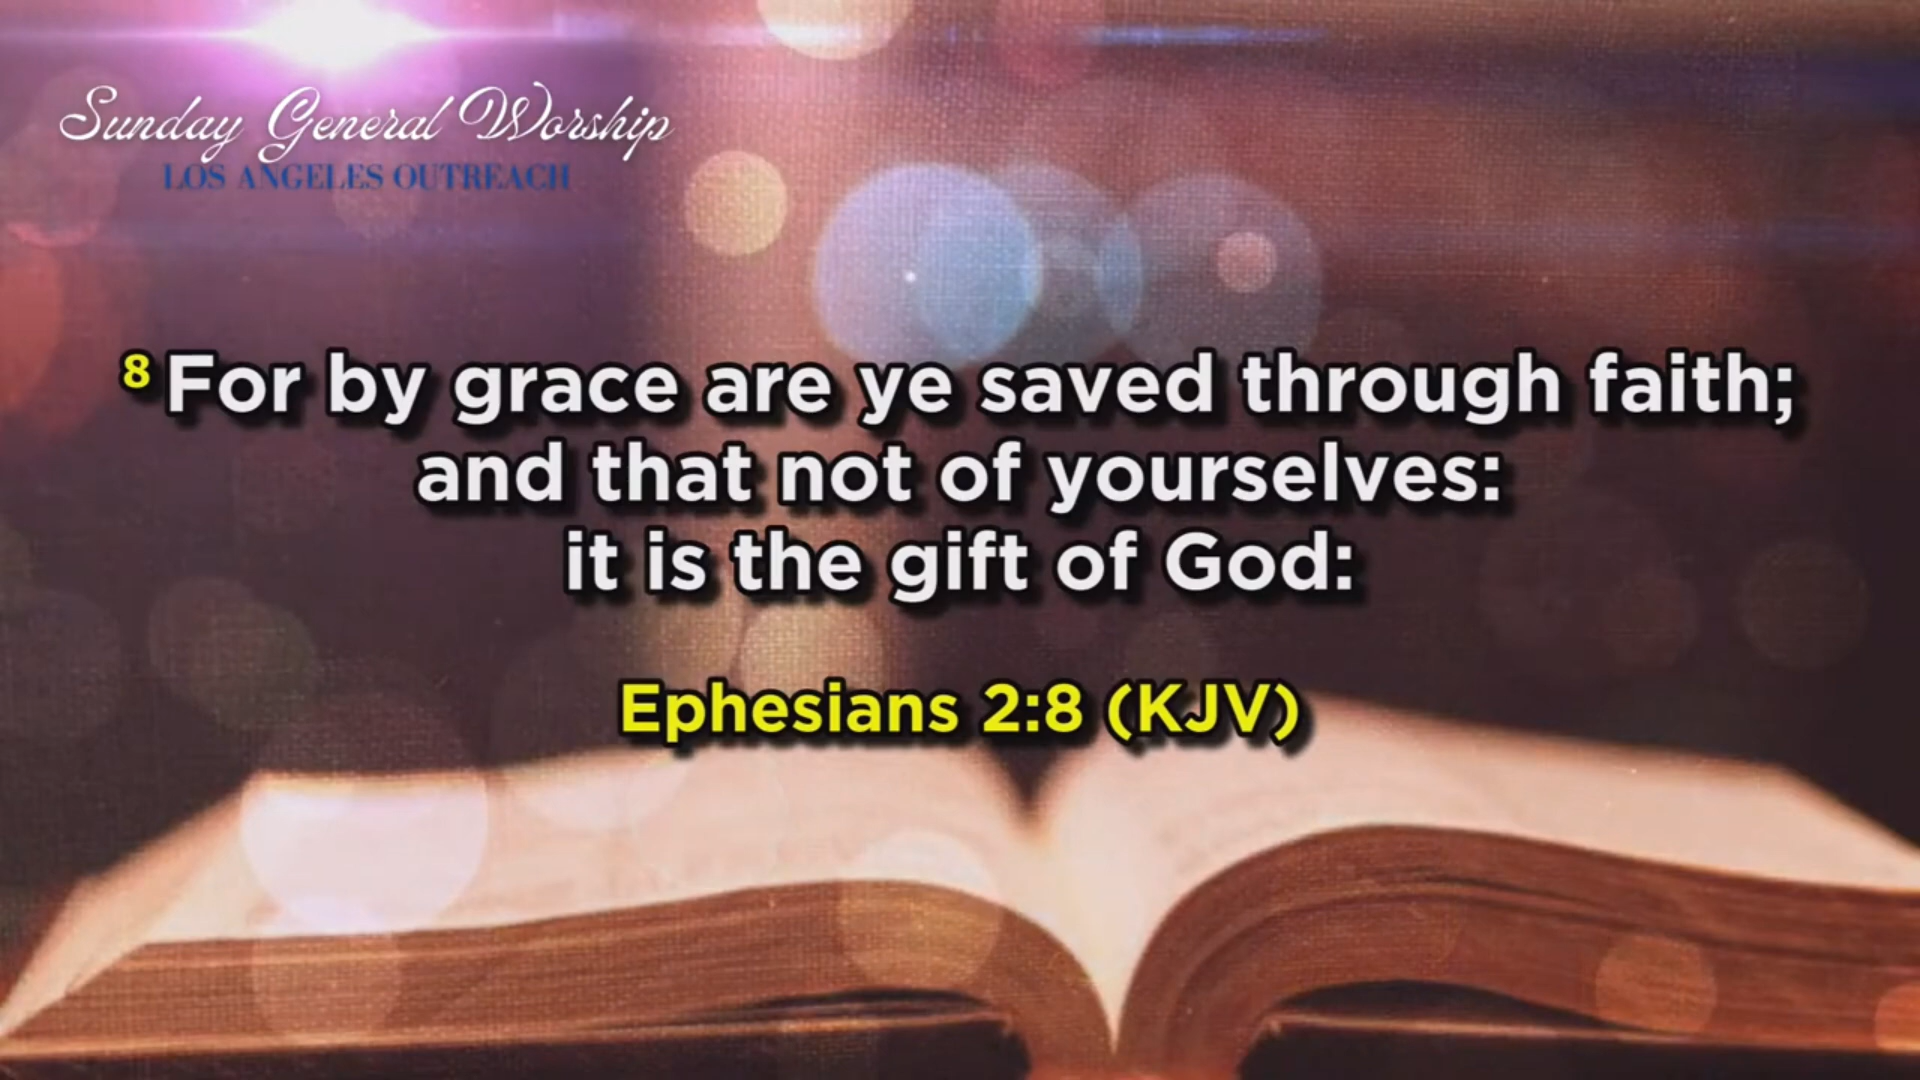 Sunday General Worship
LOS ANGELES OUTREACH
8 For by grace are ye saved through faith;
and that not of yourselves:
it is the gift of God:
Ephesians 2:8 (KJV)